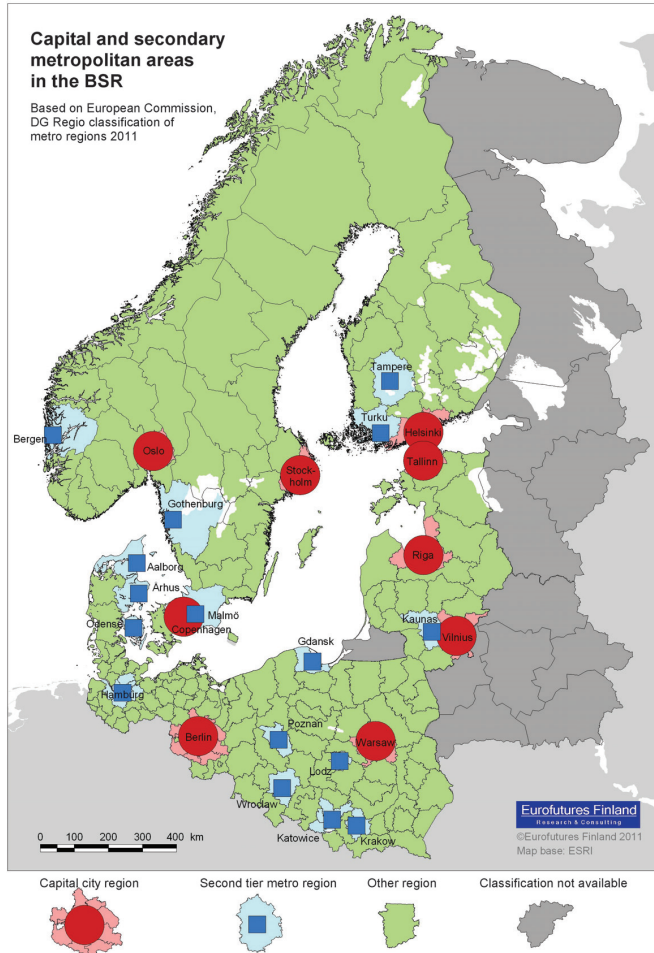 Capital and secondary
metropolitan areas
in the BSR
Based on European Commission,
DG Regio classification of
metro regions 2011
Tampere
Turku
Helsinki
Bergen
Oslo
Tallinn
Stock-
holm
Gothenburg
Riga
Aalborg
Århus
Malmö
Kaunas
Odense
Copenhagen
Vilnius
Gdansk
Hamburg
Poznan
Berlin
Warsaw
Lodz
Wrocław
Katowice
Krakow
0 100 200 300 400 km
Eurofutures Finland
Research & Consulting
©Eurofutures Finland 2011
Map base: ESRI
Capital city region
Second tier metro region
Other region
Classification not available